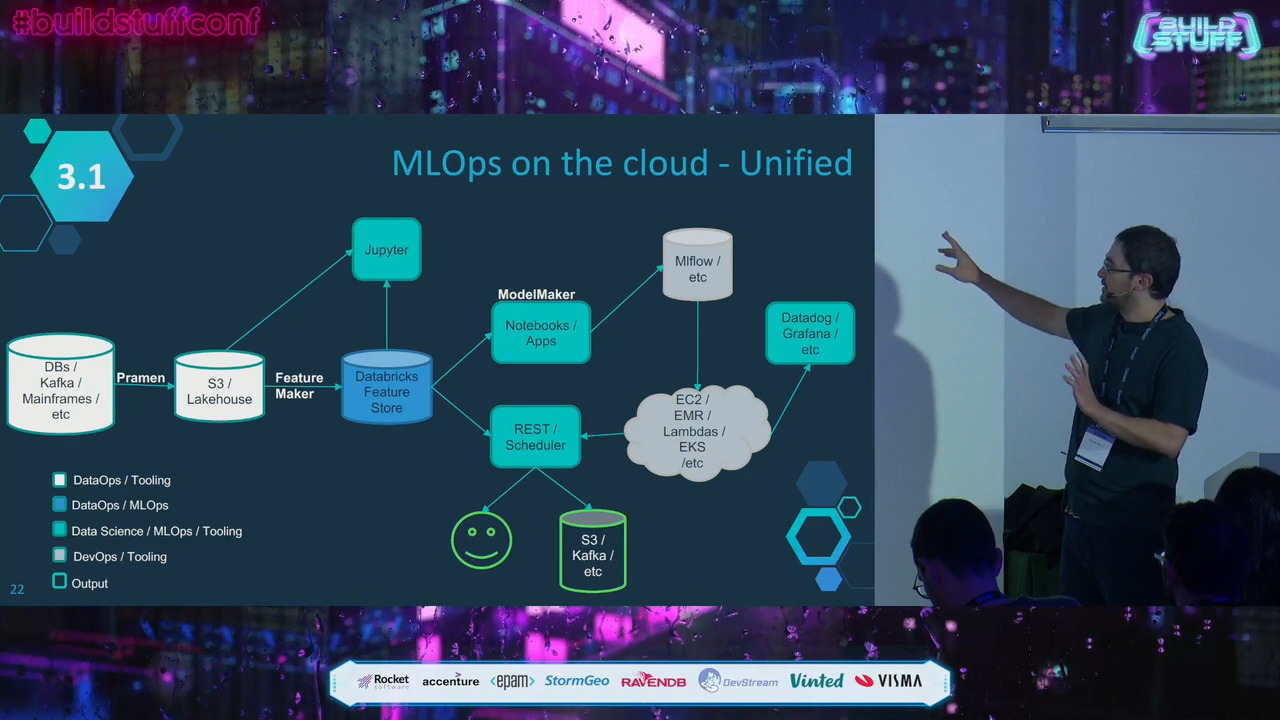 #buildstuffconf
BUILD
STUFF
3.1
MLOps on the cloud - Unified
Jupyter
Mlflow /
etc
ModelMaker
Notebooks /
Apps
Datadog /
Grafana /
etc
DBs /
Kafka /
Mainframes /
etc
Pramen
S3 /
Lakehouse
Feature
Maker
Databricks
Feature
Store
REST /
Scheduler
EC2 /
EMR /
Lambdas /
EKS
/etc
S3 /
Kafka /
etc
DataOps / Tooling
DataOps / MLOps
Data Science / MLOps / Tooling
DevOps / Tooling
Output
22
Rocket
software
accenture
<epam>
StormGeo
RAVENDB
DevStream
Vinted
VISMA